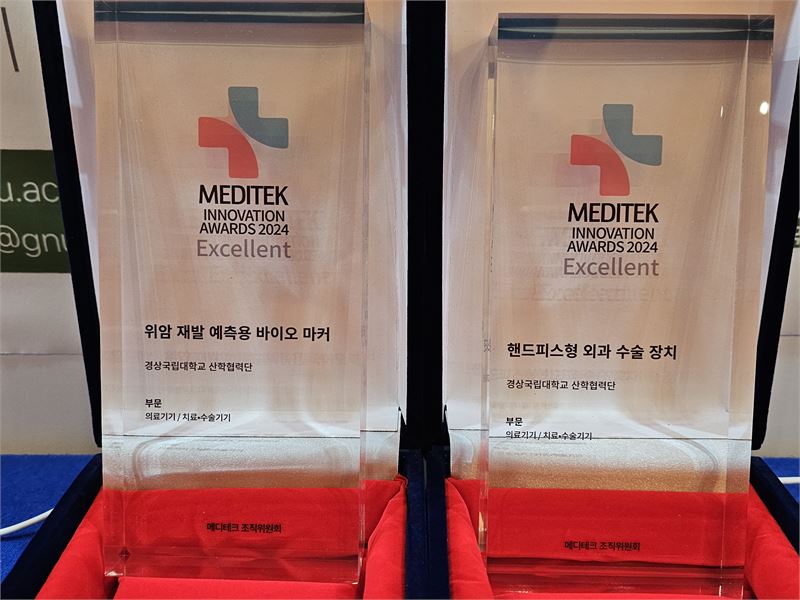 u.ac
@gnu
MEDITEK
INNOVATION
AWARDS 2024
Excellent
위암 재발 예측용 바이오 마커
경상국립대학교 산학협력단
부문
의료기기 / 치료•수술기기
메디테크 조직위원회
MEDITEK
INNOVATION
AWARDS 2024
Excellent
핸드피스형 외과 수술 장치
경상국립대학교 산학협력단
부문
의료기기 / 치료•수술기기
메디테크 조직위원회